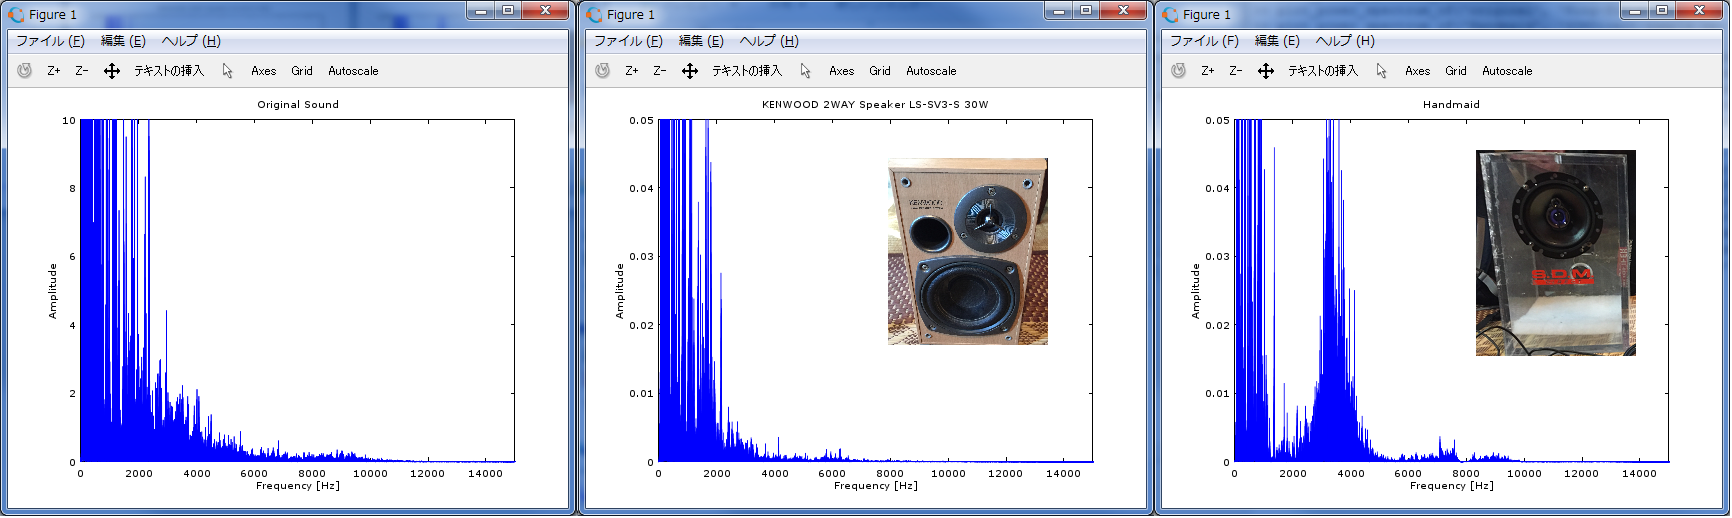 Figure 1
ファイル (F) 編集 (E) ヘルプ (H)
Z+ Z- テキストの挿入 Axes Grid Autoscale
Original Sound
10
8
6
4
2
0
Amplitude
0 2000 4000 6000 8000 10000 12000 14000
Frequency [Hz]
Figure 1
ファイル (F) 編集 (E) ヘルプ (H)
Z+ Z- テキストの挿入 Axes Grid Autoscale
KENWOOD 2WAY Speaker LS-SV3-S 30W
0.05
0.04
0.03
0.02
0.01
0
Amplitude
KENWOOD
0 2000 4000 6000 8000 10000 12000 14000
Frequency [Hz]
Figure 1
ファイル (F) 編集 (E) ヘルプ (H)
Z+ Z- テキストの挿入 Axes Grid Autoscale
Handmaid
0.05
0.04
0.03
0.02
0.01
0
Amplitude
S.D.M
0 2000 4000 6000 8000 10000 12000 14000
Frequency [Hz]